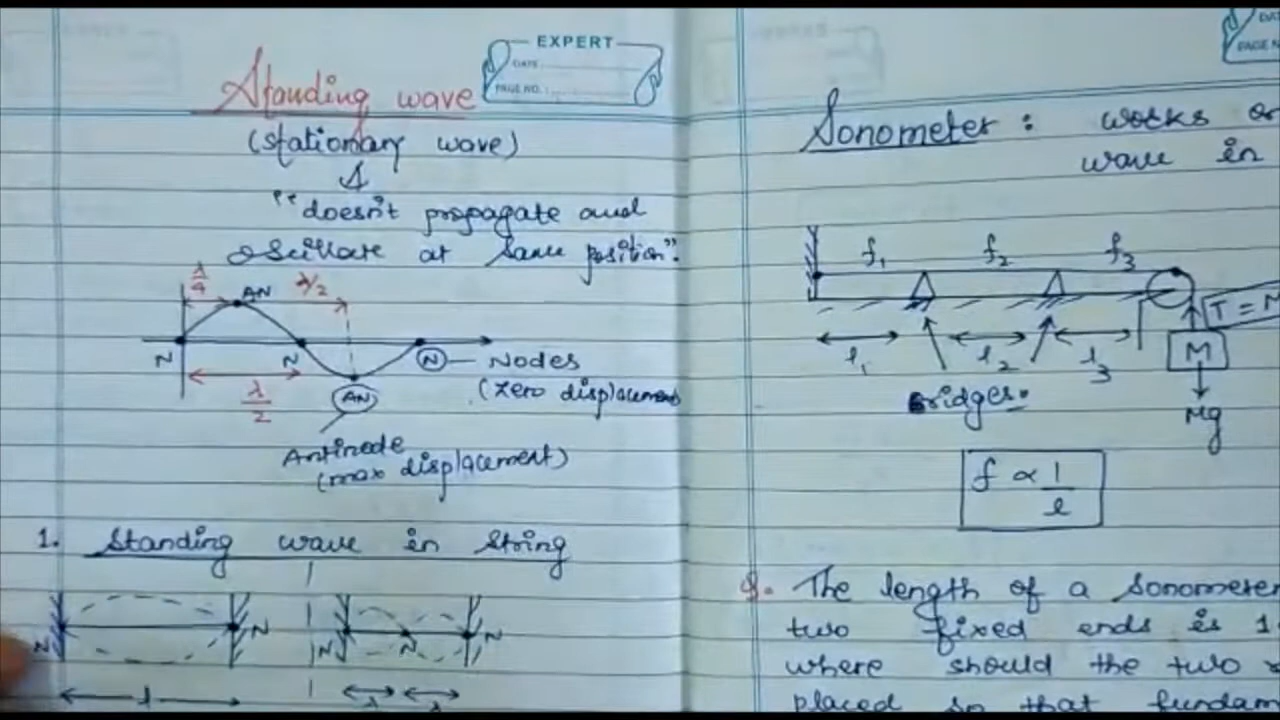 EXPERT
DATE
PAGE NO.:
Standing wave
(stationary wave)
"doesn't propagate and
oscillate at same position".
λ/4
AN
λ/2
N
N
N
Nodes
(zero displacement
λ/2
AN
Antinode
(max displacement)
1. Standing wave in string
N
N
N
N
N
l
PAGE N
Sonometer: works on
wave in
f₁ f₂ f₃
T = M
l₁ l₂ l₃
M
Bridges.
Mg
f ∝ 1/l
Q. The length of a Sonometer
two fixed ends is 1
where should the two
placed so that fundam